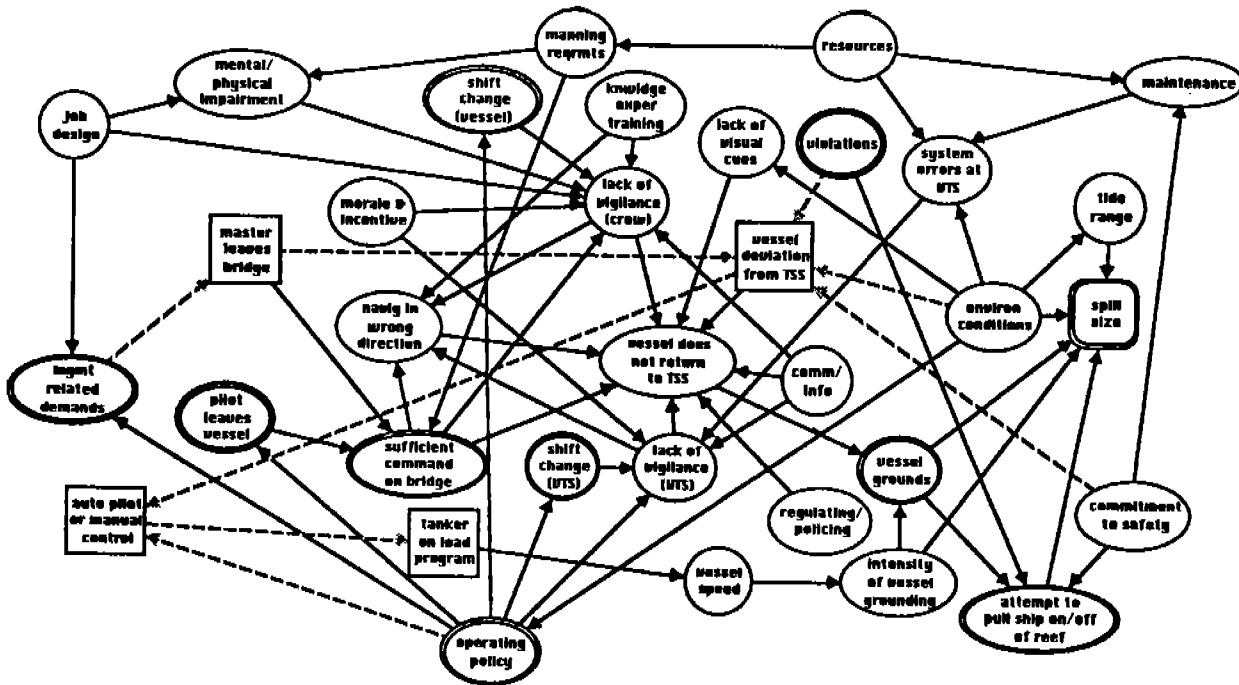 manning
reqrmts
resources
mental/
physical
impairment
shift
change
(vessel)
knwldge
exper
training
maintenance
job
design
lack of
visual
cues
violations
system
errors at
VTS
lack of
vigilance
(crew)
morale &
incentive
tide
range
master
leaves
bridge
vessel
deviation
from TSS
navig in
wrong
direction
environ
conditions
spill
size
vessel does
not return
to TSS
comm/
info
mgmt
related
demands
pilot
leaves
vessel
sufficient
command
on bridge
shift
change
(VTS)
lack of
vigilance
(VTS)
vessel
grounds
auto pilot
or manual
control
tanker
on load
program
regulating/
policing
commitment
to safety
vessel
speed
intensity
of vessel
grounding
attempt to
pull ship on/off
of reef
operating
policy